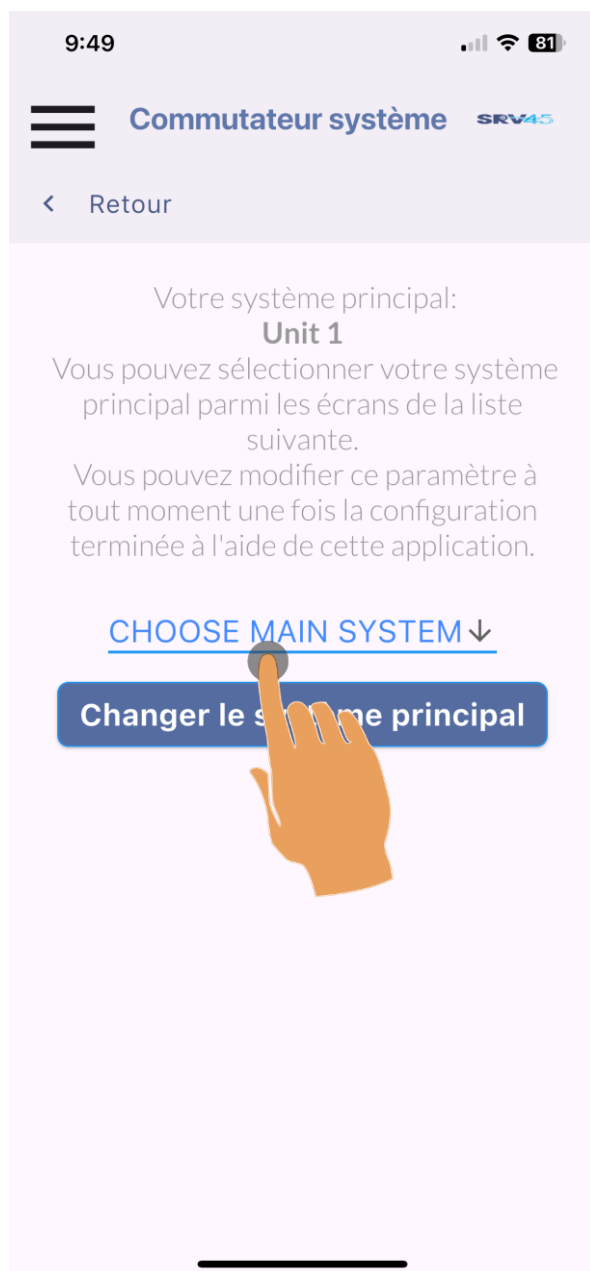 9:49
81
Commutateur système
SRV45
Retour
Votre système principal:
Unit 1
Vous pouvez sélectionner votre système
principal parmi les écrans de la liste
suivante.
Vous pouvez modifier ce paramètre à
tout moment une fois la configuration
terminée à l'aide de cette application.
CHOOSE MAIN SYSTEM
Changer le système principal